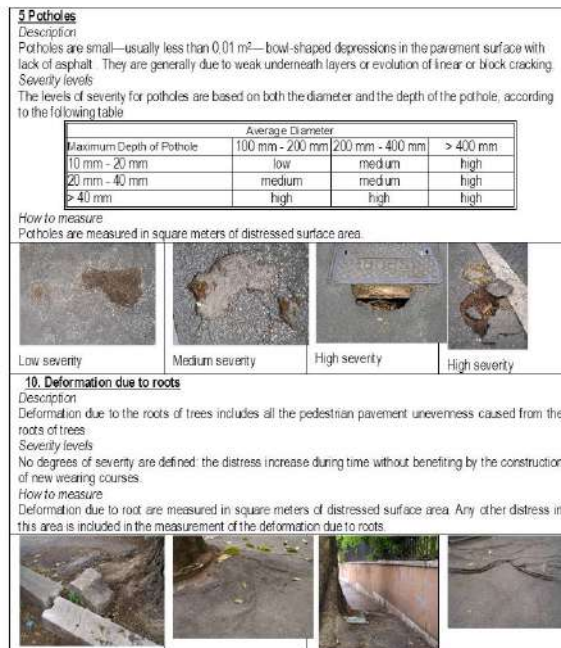 5 Potholes
Description
Potholes are small—usually less than 0,01 m²— bowl-shaped depressions in the pavement surface with
lack of asphalt . They are generally due to weak underneath layers or evolution of linear or block cracking.
Severity levels
The levels of severity for potholes are based on both the diameter and the depth of the pothole, according
to the following table
Average Diameter
Maximum Depth of Pothole 100 mm - 200 mm 200 mm - 400 mm > 400 mm
10 mm - 20 mm low medium high
20 mm - 40 mm medium medium high
> 40 mm high high high
How to measure
Potholes are measured in square meters of distressed surface area.
Low severity Medium severity High severity High severity
10. Deformation due to roots
Description
Deformation due to the roots of trees includes all the pedestrian pavement unevenness caused from the
roots of trees
Severity levels
No degrees of severity are defined: the distress increase during time without benefiting by the construction
of new wearing courses.
How to measure
Deformation due to root are measured in square meters of distressed surface area. Any other distress in
this area is included in the measurement of the deformation due to roots.